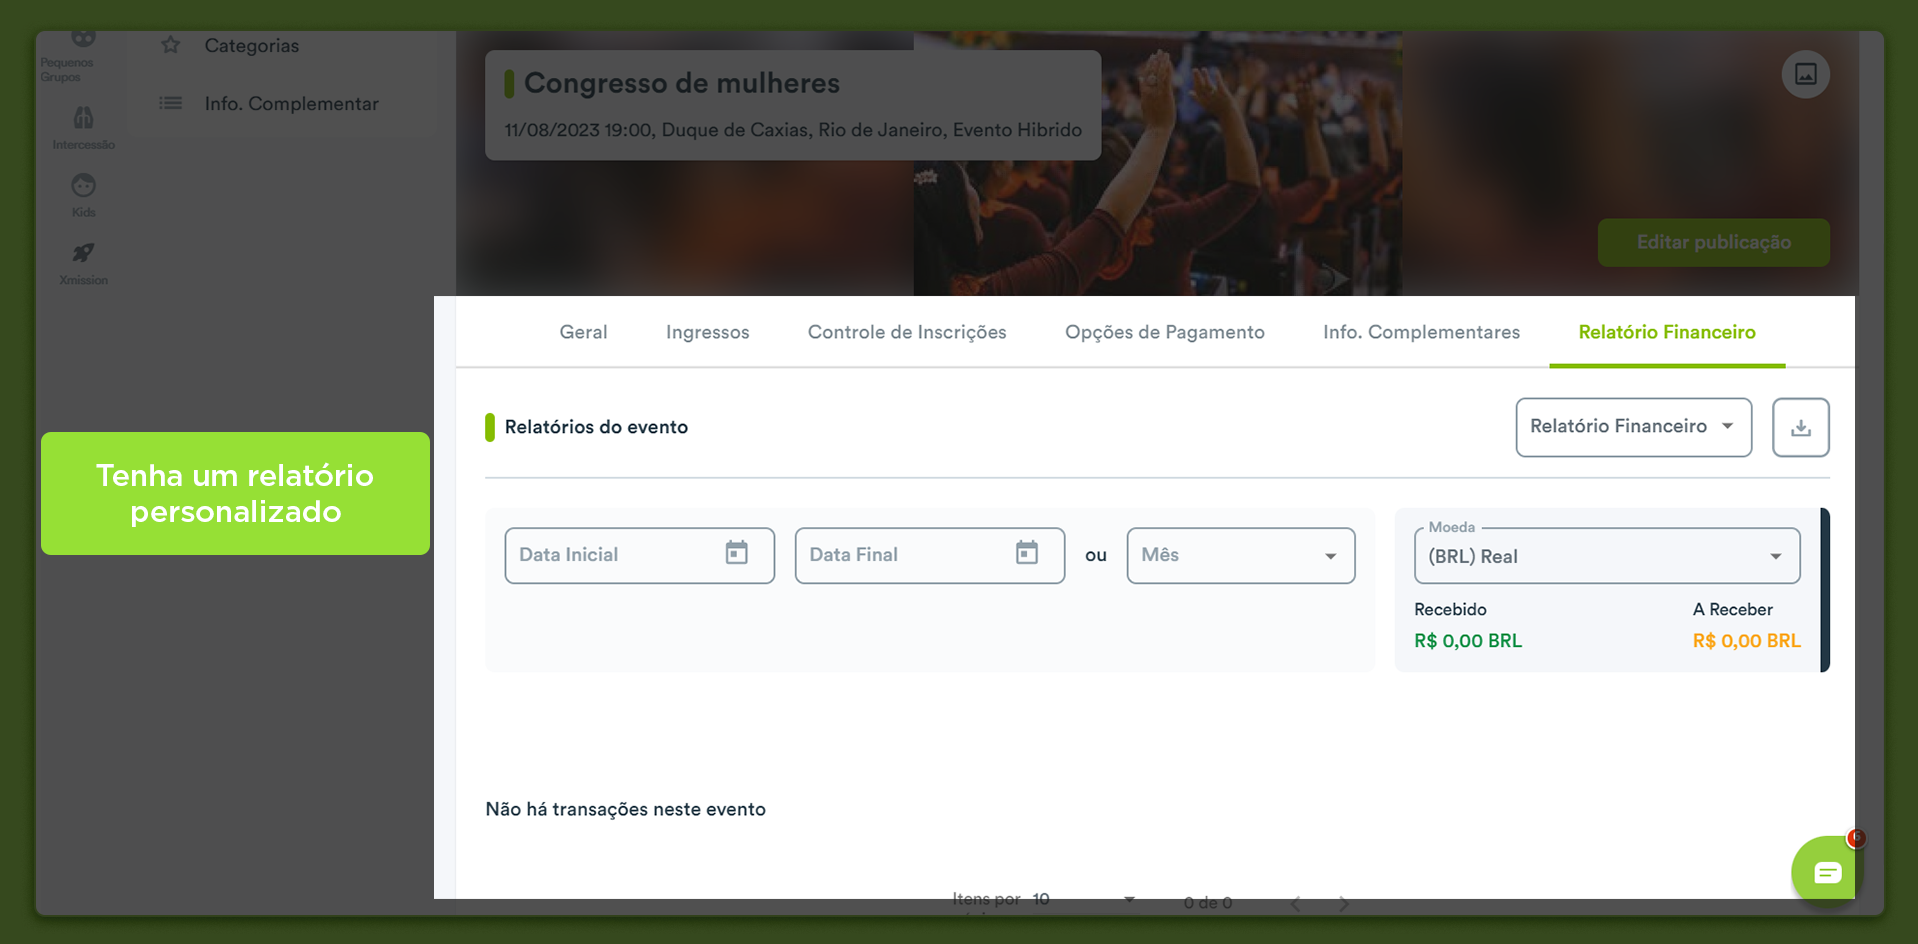 Pequenos
Grupos
Intercessão
Kids
Xmission
Categorias
Info. Complementar
Congresso de mulheres
11/08/2023 19:00, Duque de Caxias, Rio de Janeiro, Evento Hibrido
Editar publicação
Geral Ingressos Controle de Inscrições Opções de Pagamento Info. Complementares Relatório Financeiro
Tenha um relatório
personalizado
Relatórios do evento
Relatório Financeiro
Data Inicial Data Final ou Mês
Moeda
(BRL) Real
Recebido A Receber
R$ 0,00 BRL R$ 0,00 BRL
Não há transações neste evento
Itens por 10 0 de 0